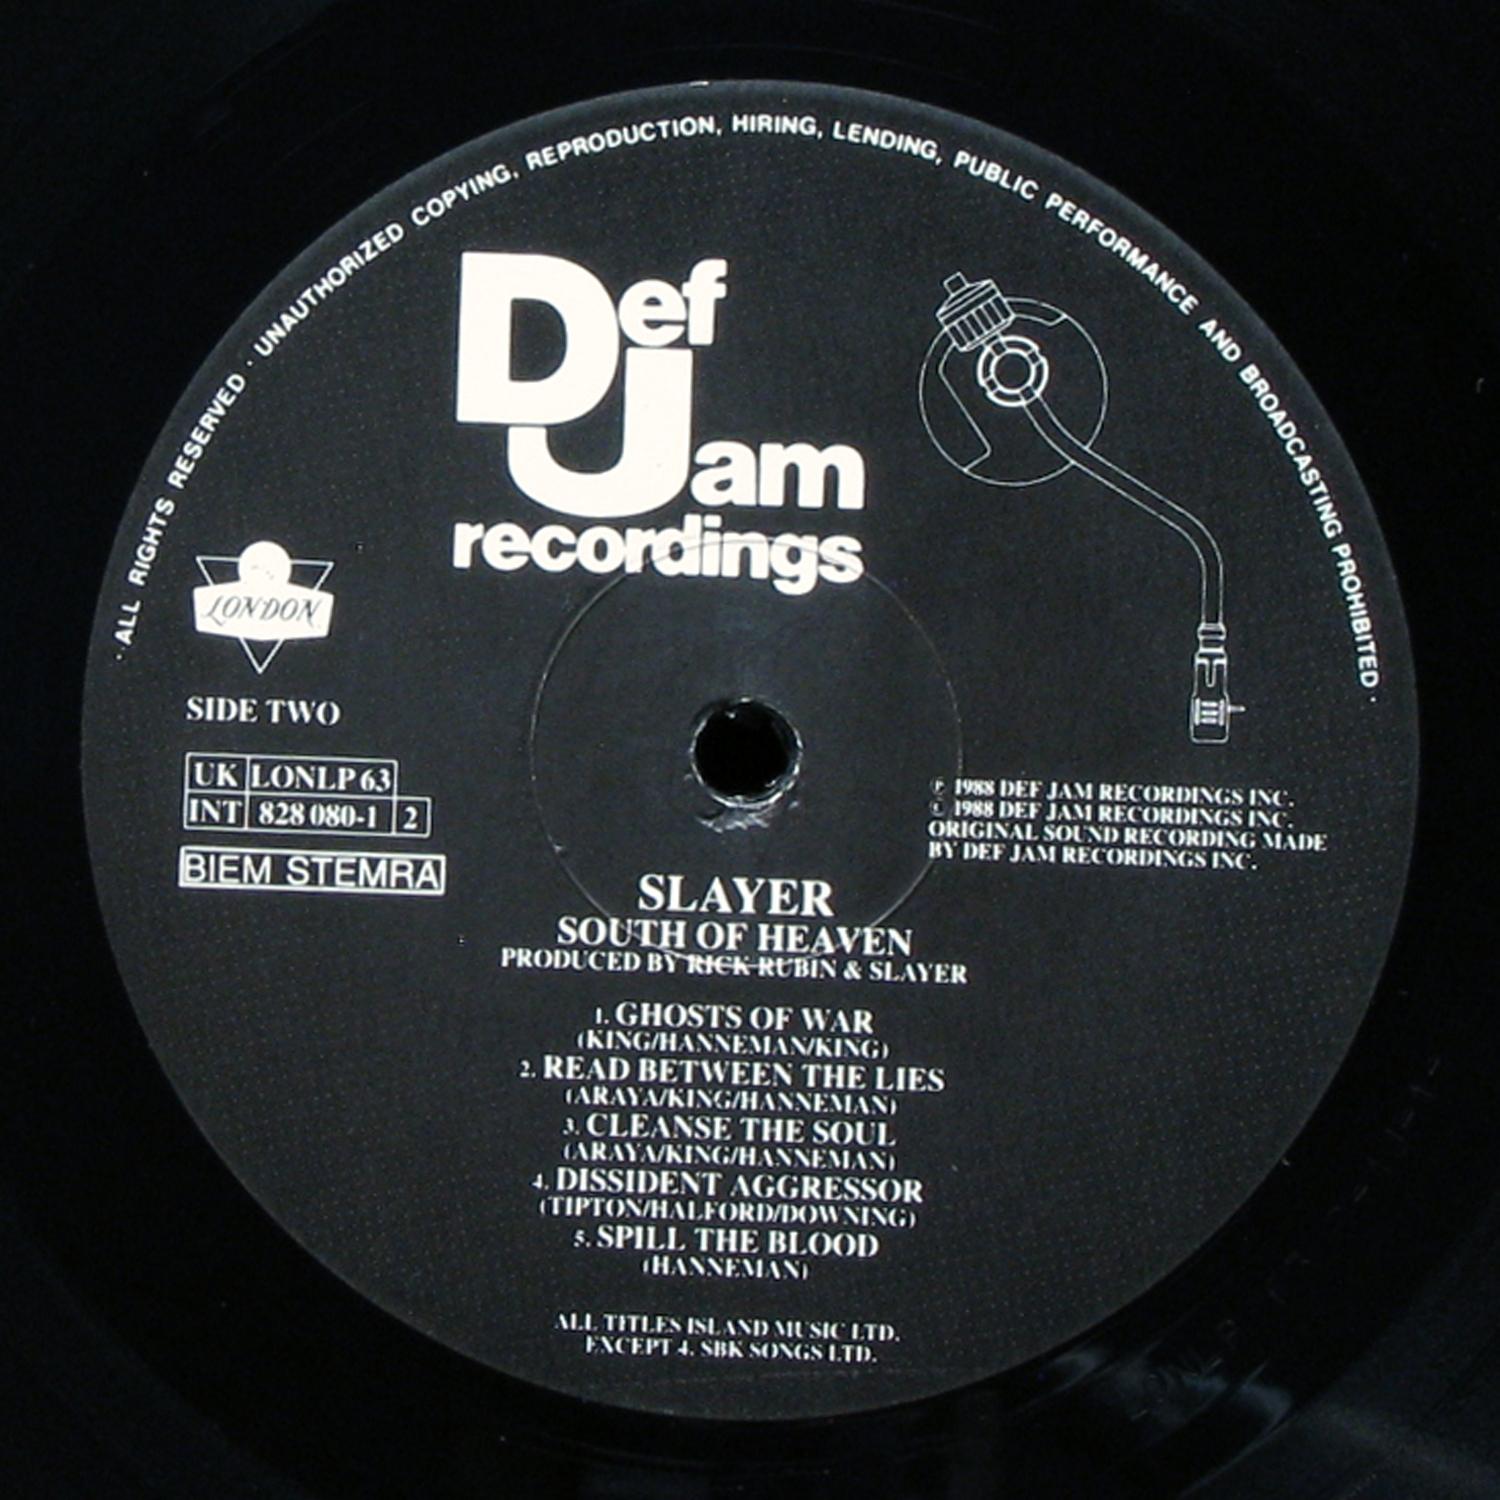 · ALL RIGHTS RESERVED · UNAUTHORIZED COPYING, REPRODUCTION, HIRING, LENDING, PUBLIC PERFORMANCE AND BROADCASTING PROHIBITED ·
Def
Jam
recordings
LONDON
SIDE TWO
UK LONLP 63
INT 828 080-1 2
BIEM STEMRA
℗ 1988 DEF JAM RECORDINGS INC.
© 1988 DEF JAM RECORDINGS INC.
ORIGINAL SOUND RECORDING MADE
BY DEF JAM RECORDINGS INC.
SLAYER
SOUTH OF HEAVEN
PRODUCED BY RICK RUBIN & SLAYER
1. GHOSTS OF WAR
(KING/HANNEMAN/KING)
2. READ BETWEEN THE LIES
(ARAYA/KING/HANNEMAN)
3. CLEANSE THE SOUL
(ARAYA/KING/HANNEMAN)
4. DISSIDENT AGGRESSOR
(TIPTON/HALFORD/DOWNING)
5. SPILL THE BLOOD
(HANNEMAN)
ALL TITLES ISLAND MUSIC LTD.
EXCEPT 4. SBK SONGS LTD.